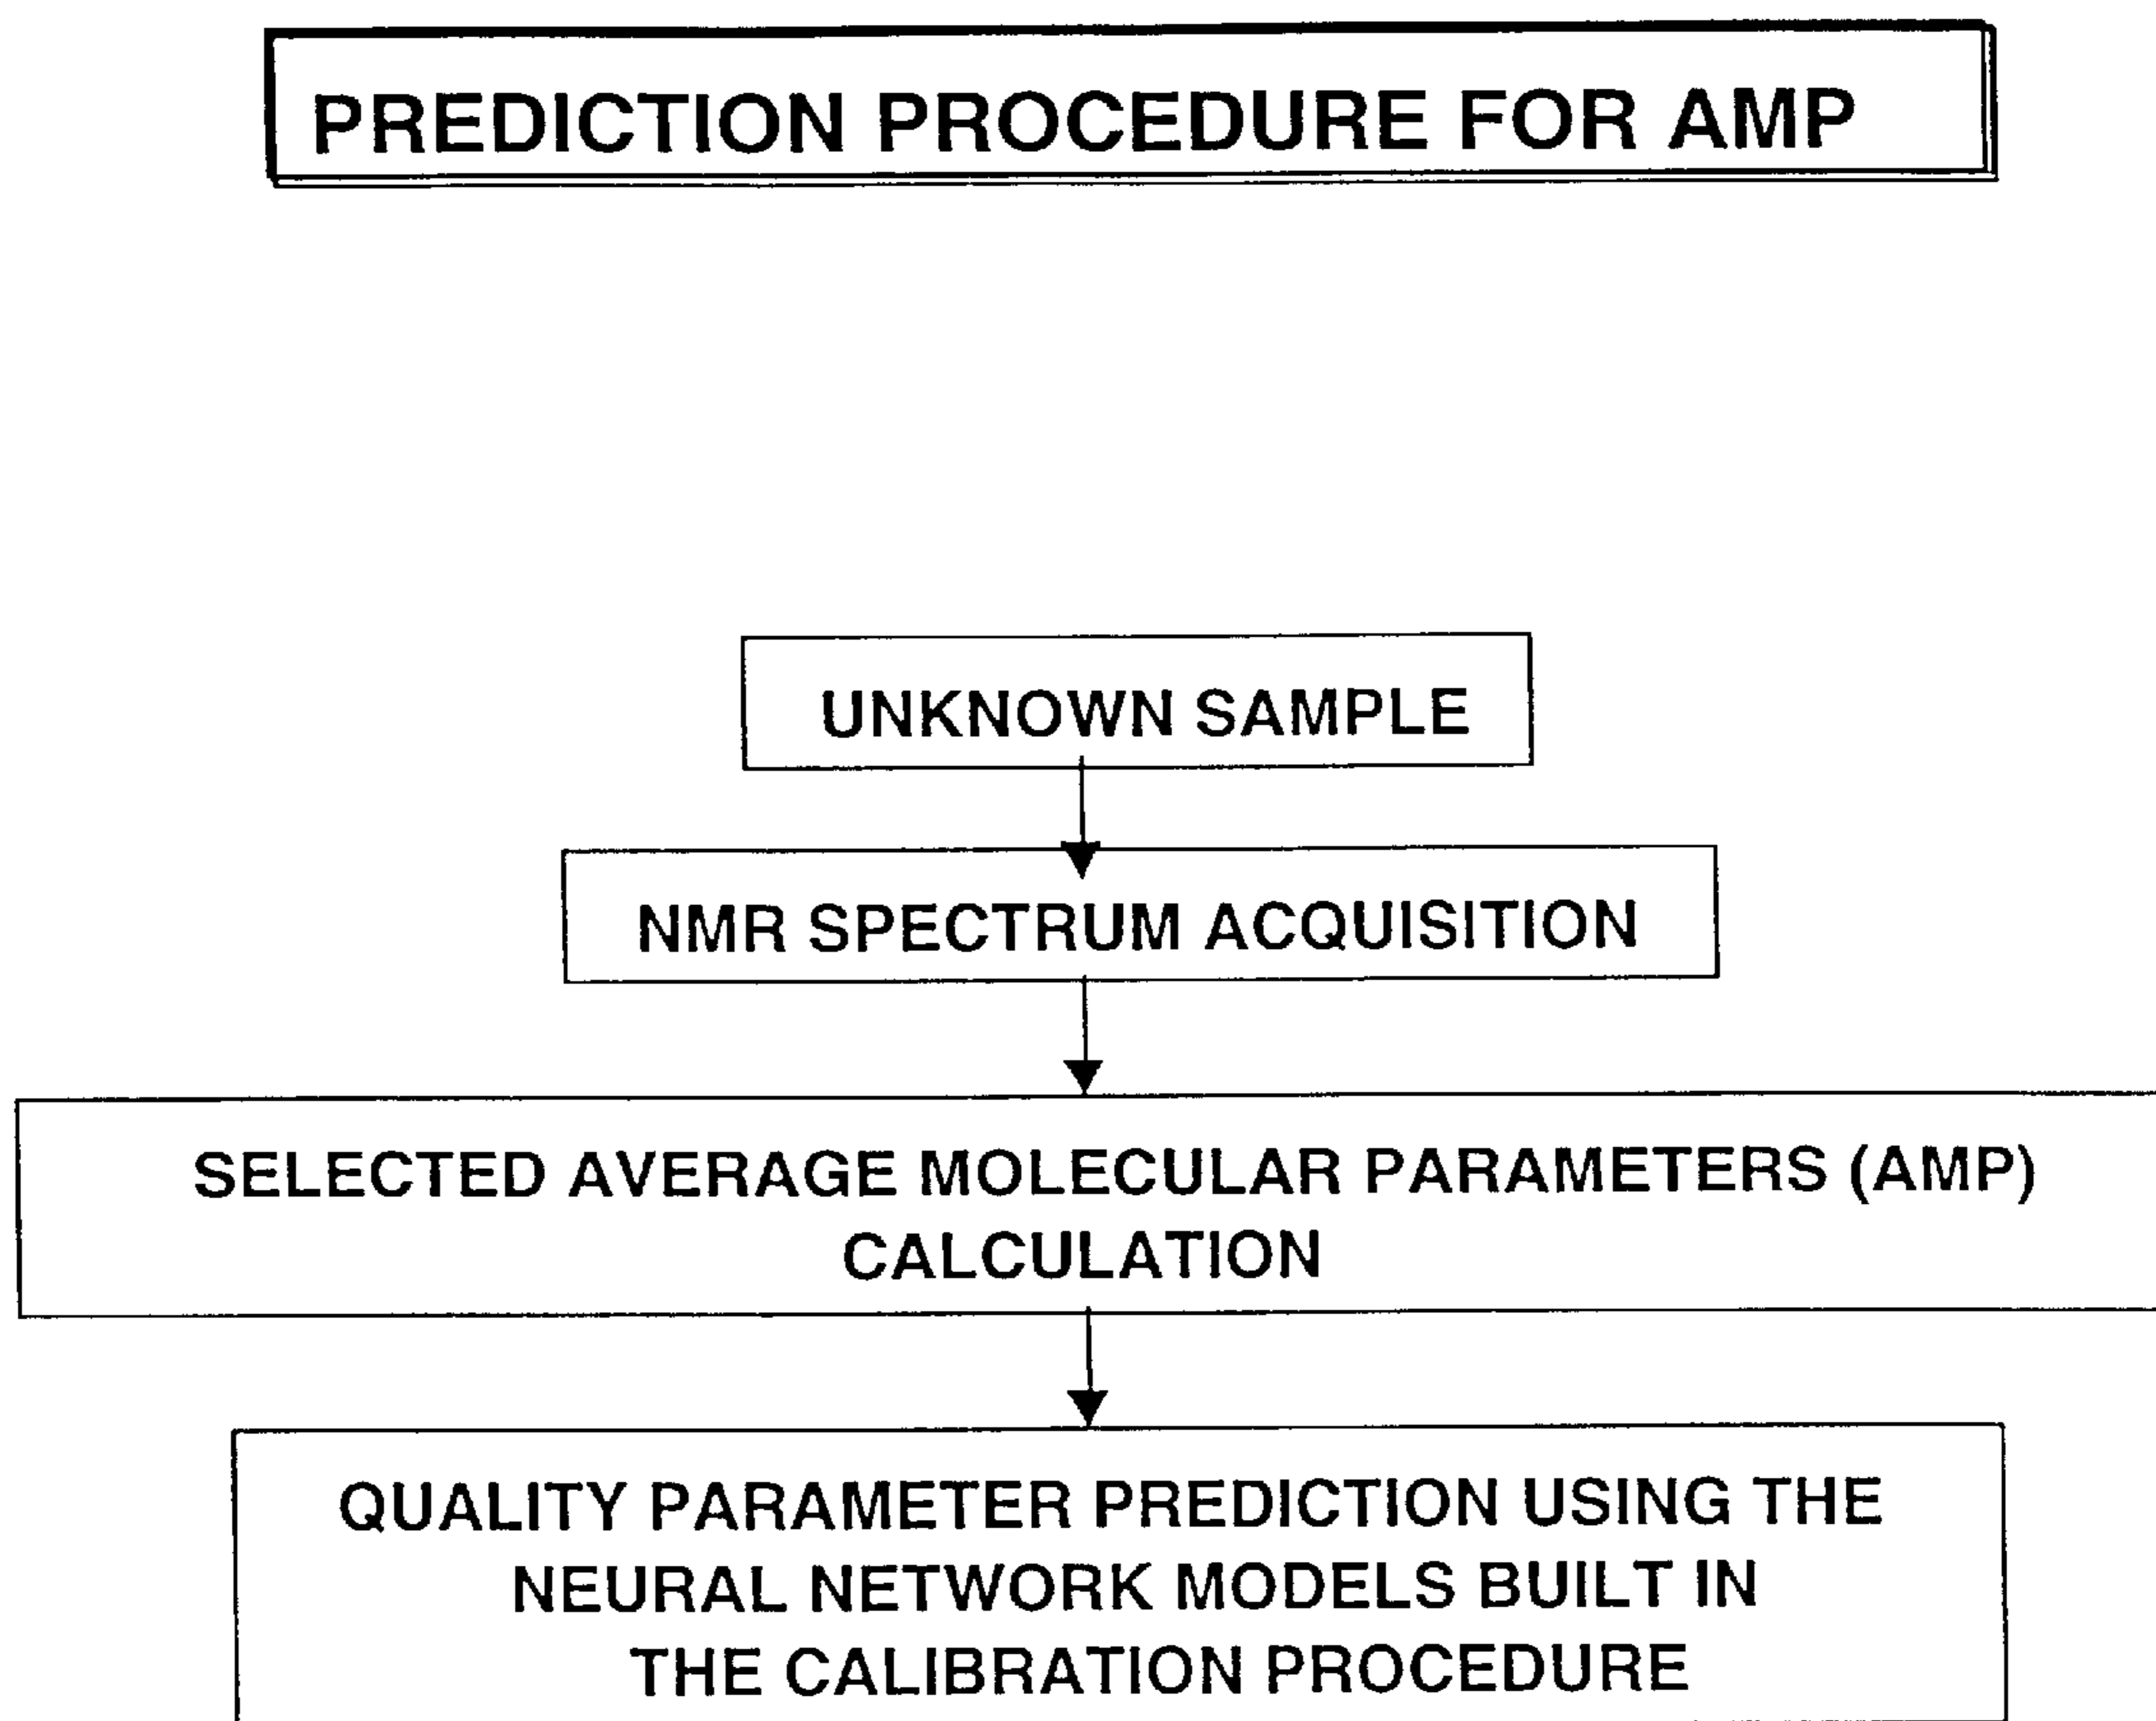 PREDICTION PROCEDURE FOR AMP
UNKNOWN SAMPLE
NMR SPECTRUM ACQUISITION
SELECTED AVERAGE MOLECULAR PARAMETERS (AMP)
CALCULATION
QUALITY PARAMETER PREDICTION USING THE
NEURAL NETWORK MODELS BUILT IN
THE CALIBRATION PROCEDURE